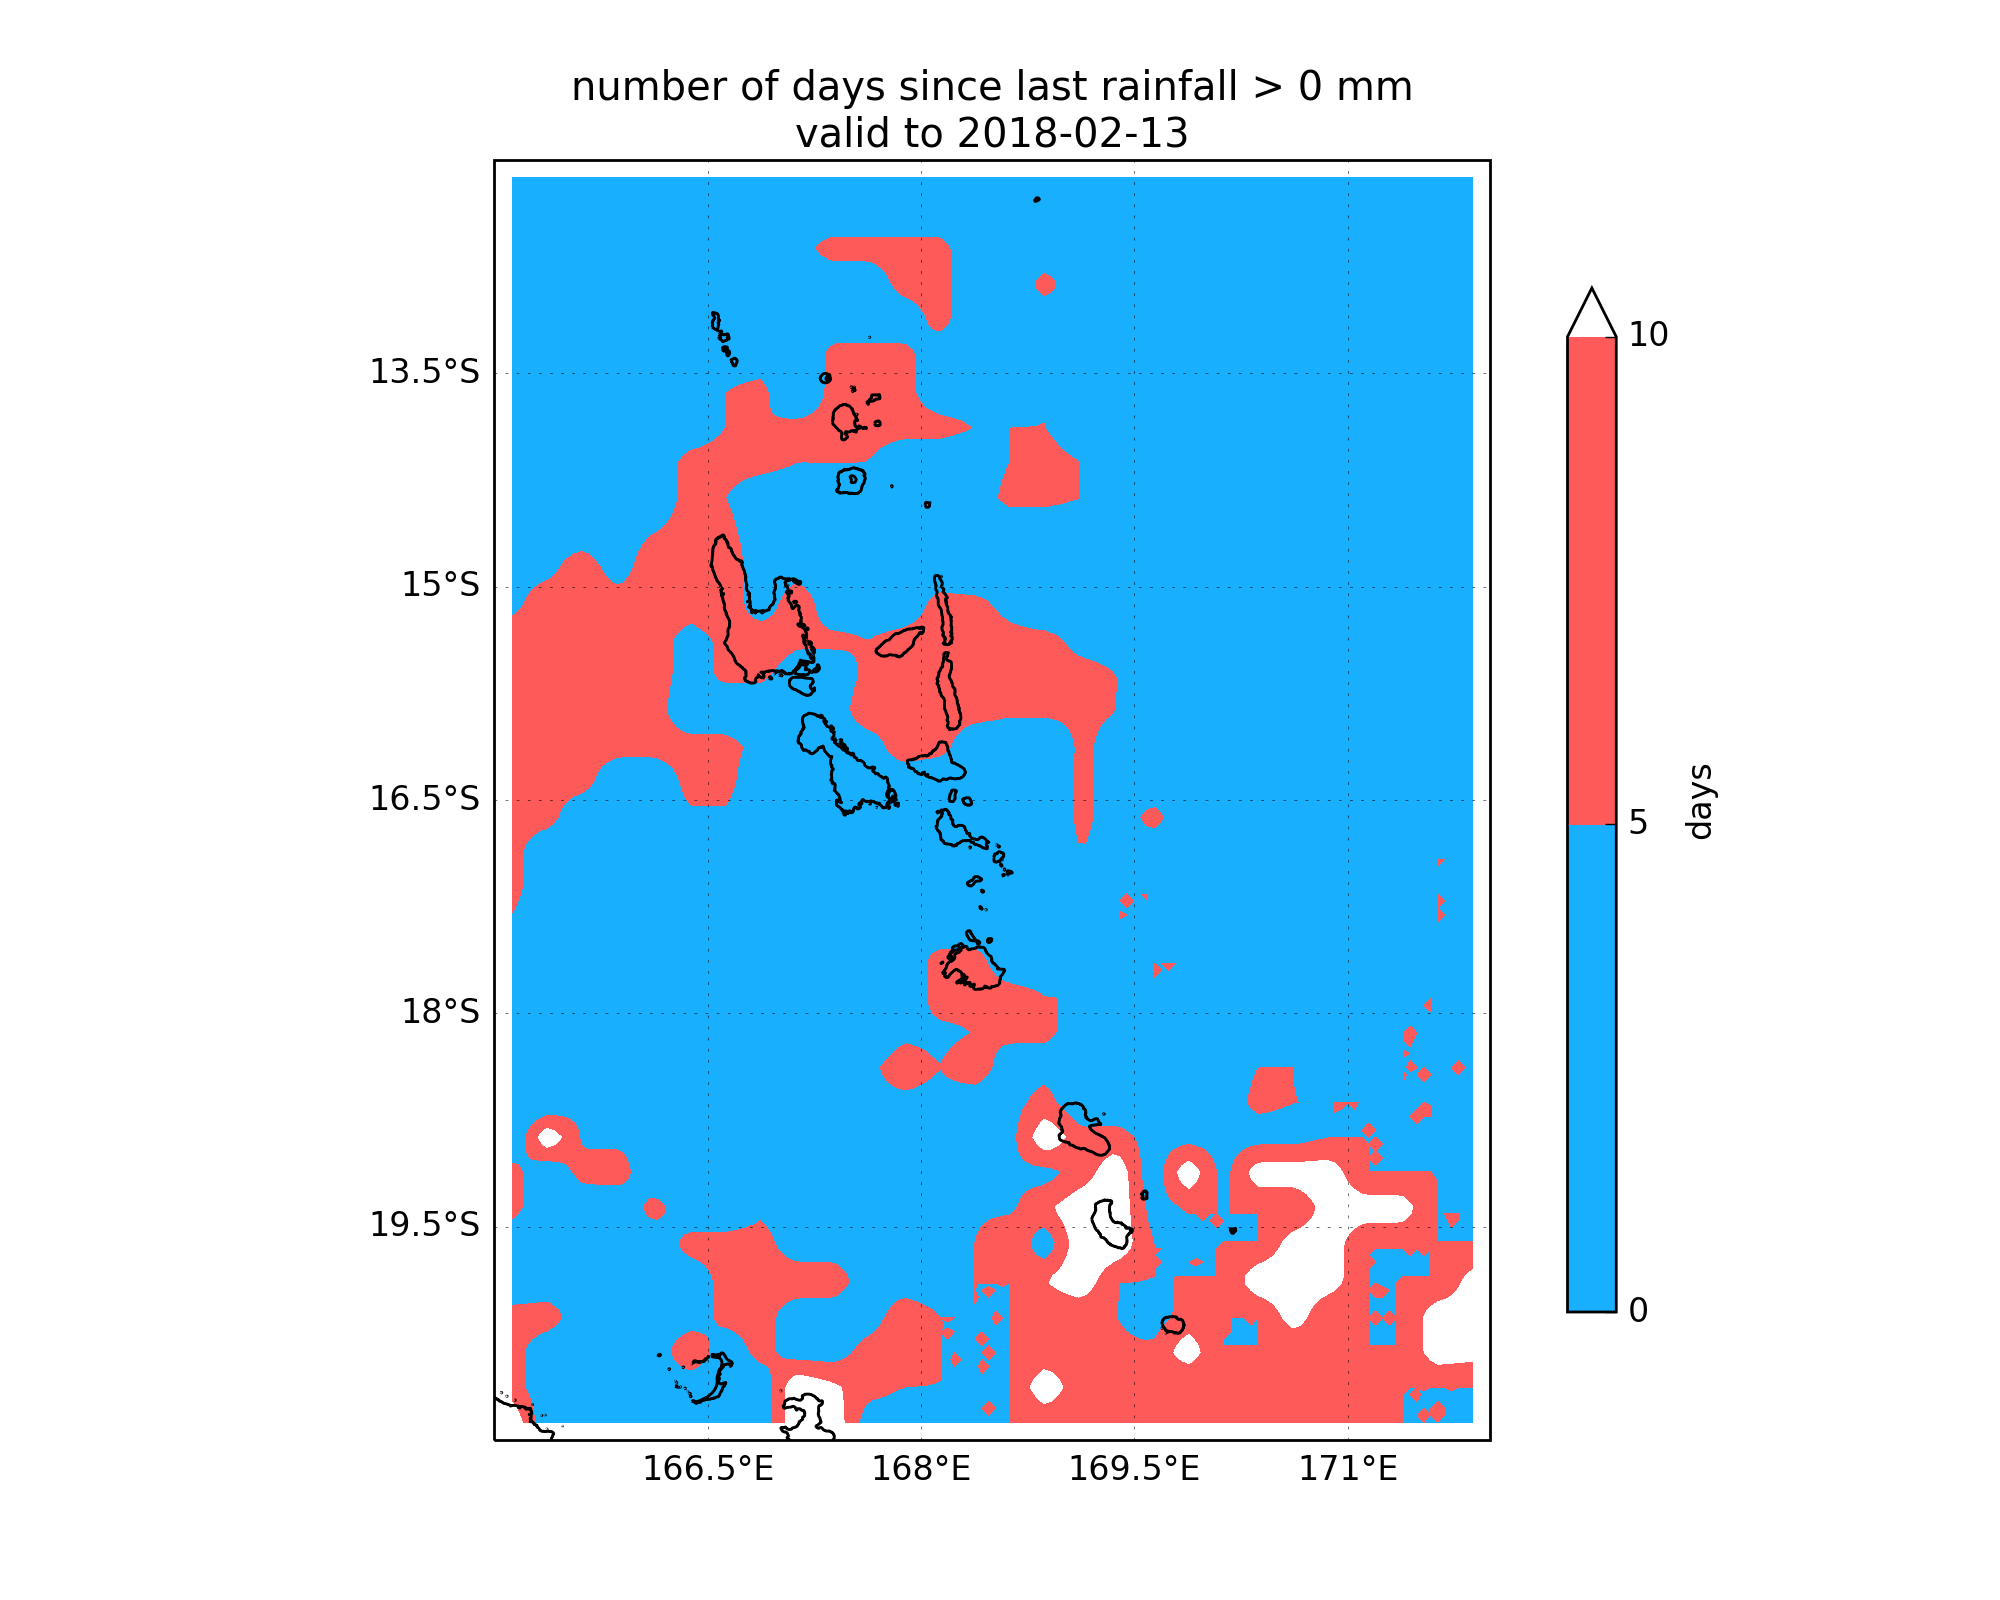 number of days since last rainfall > 0 mm
valid to 2018-02-13
13.5°S
15°S
16.5°S
18°S
19.5°S
166.5°E
168°E
169.5°E
171°E
10
5
0
days